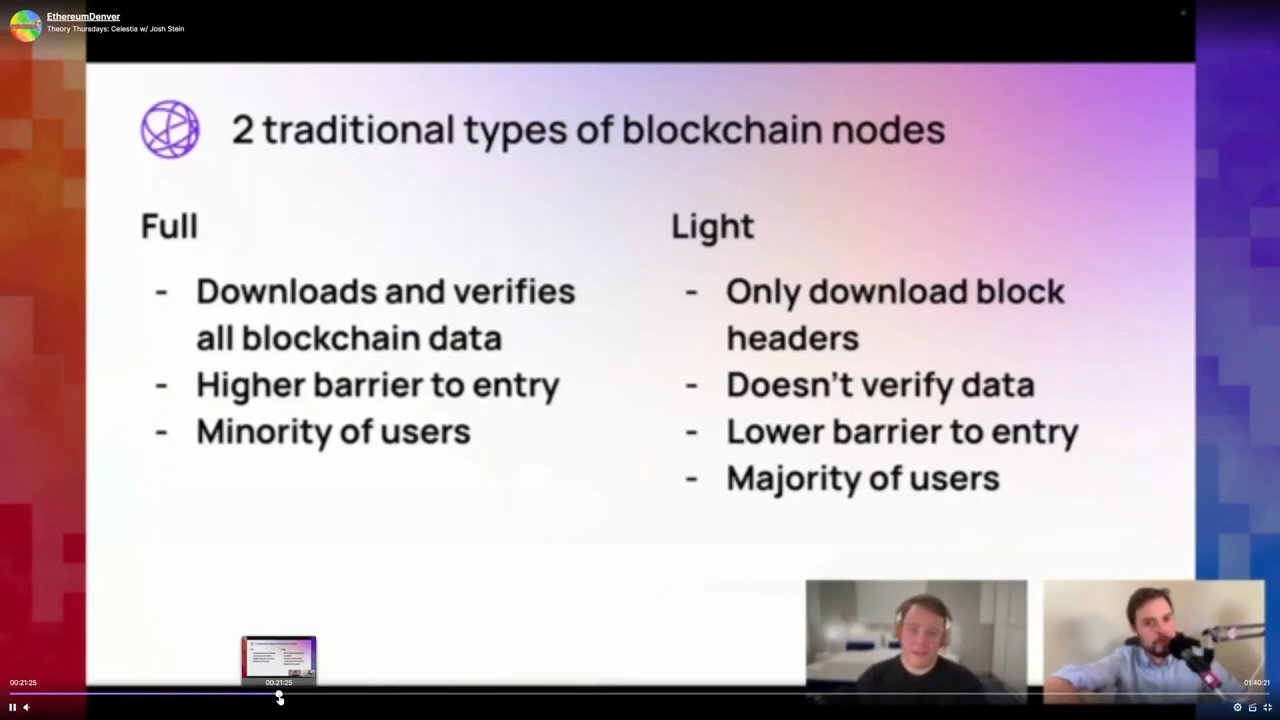 EthereumDenver
Theory Thursdays: Celestia w/ Josh Stein
2 traditional types of blockchain nodes
Full
- Downloads and verifies
all blockchain data
- Higher barrier to entry
- Minority of users
Light
- Only download block
headers
- Doesn't verify data
- Lower barrier to entry
- Majority of users
00:21:25
00:21:25
01:40:21